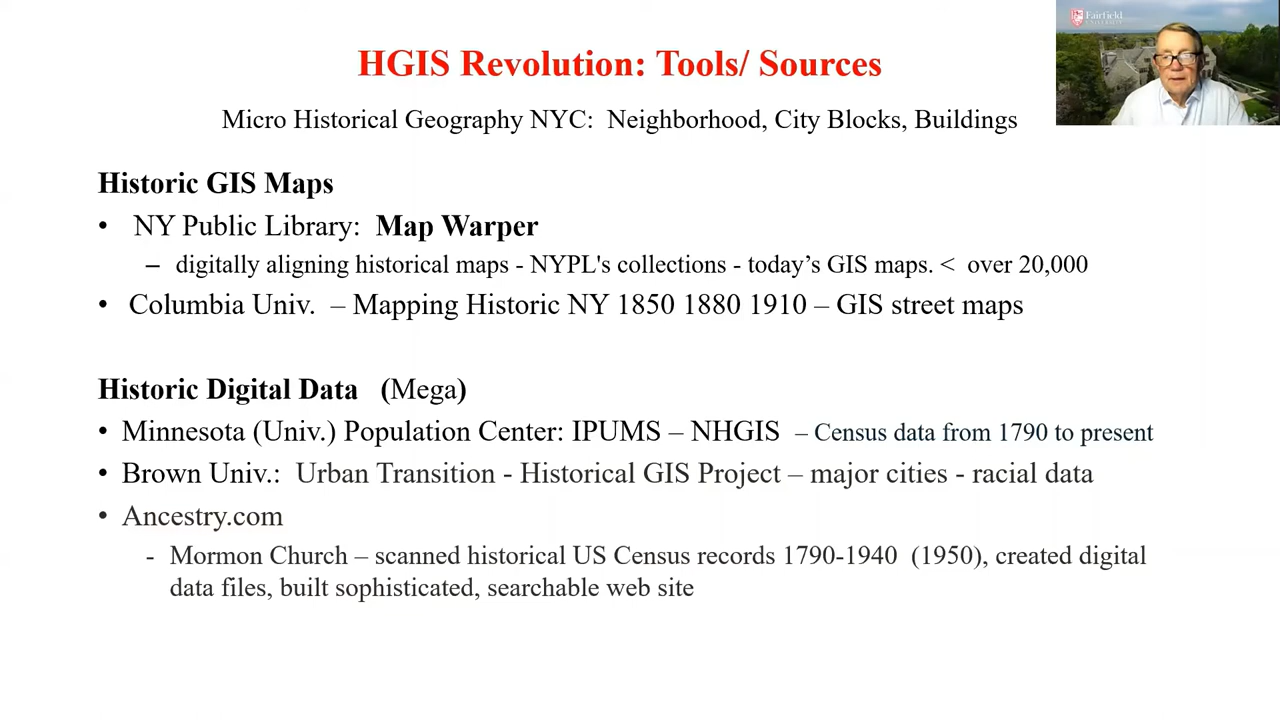 Fairfield
UNIVERSITY
HGIS Revolution: Tools/ Sources
Micro Historical Geography NYC: Neighborhood, City Blocks, Buildings
Historic GIS Maps
• NY Public Library: Map Warper
– digitally aligning historical maps - NYPL's collections - today’s GIS maps. < over 20,000
• Columbia Univ. – Mapping Historic NY 1850 1880 1910 – GIS street maps
Historic Digital Data (Mega)
• Minnesota (Univ.) Population Center: IPUMS – NHGIS – Census data from 1790 to present
• Brown Univ.: Urban Transition - Historical GIS Project – major cities - racial data
• Ancestry.com
- Mormon Church – scanned historical US Census records 1790-1940 (1950), created digital
data files, built sophisticated, searchable web site